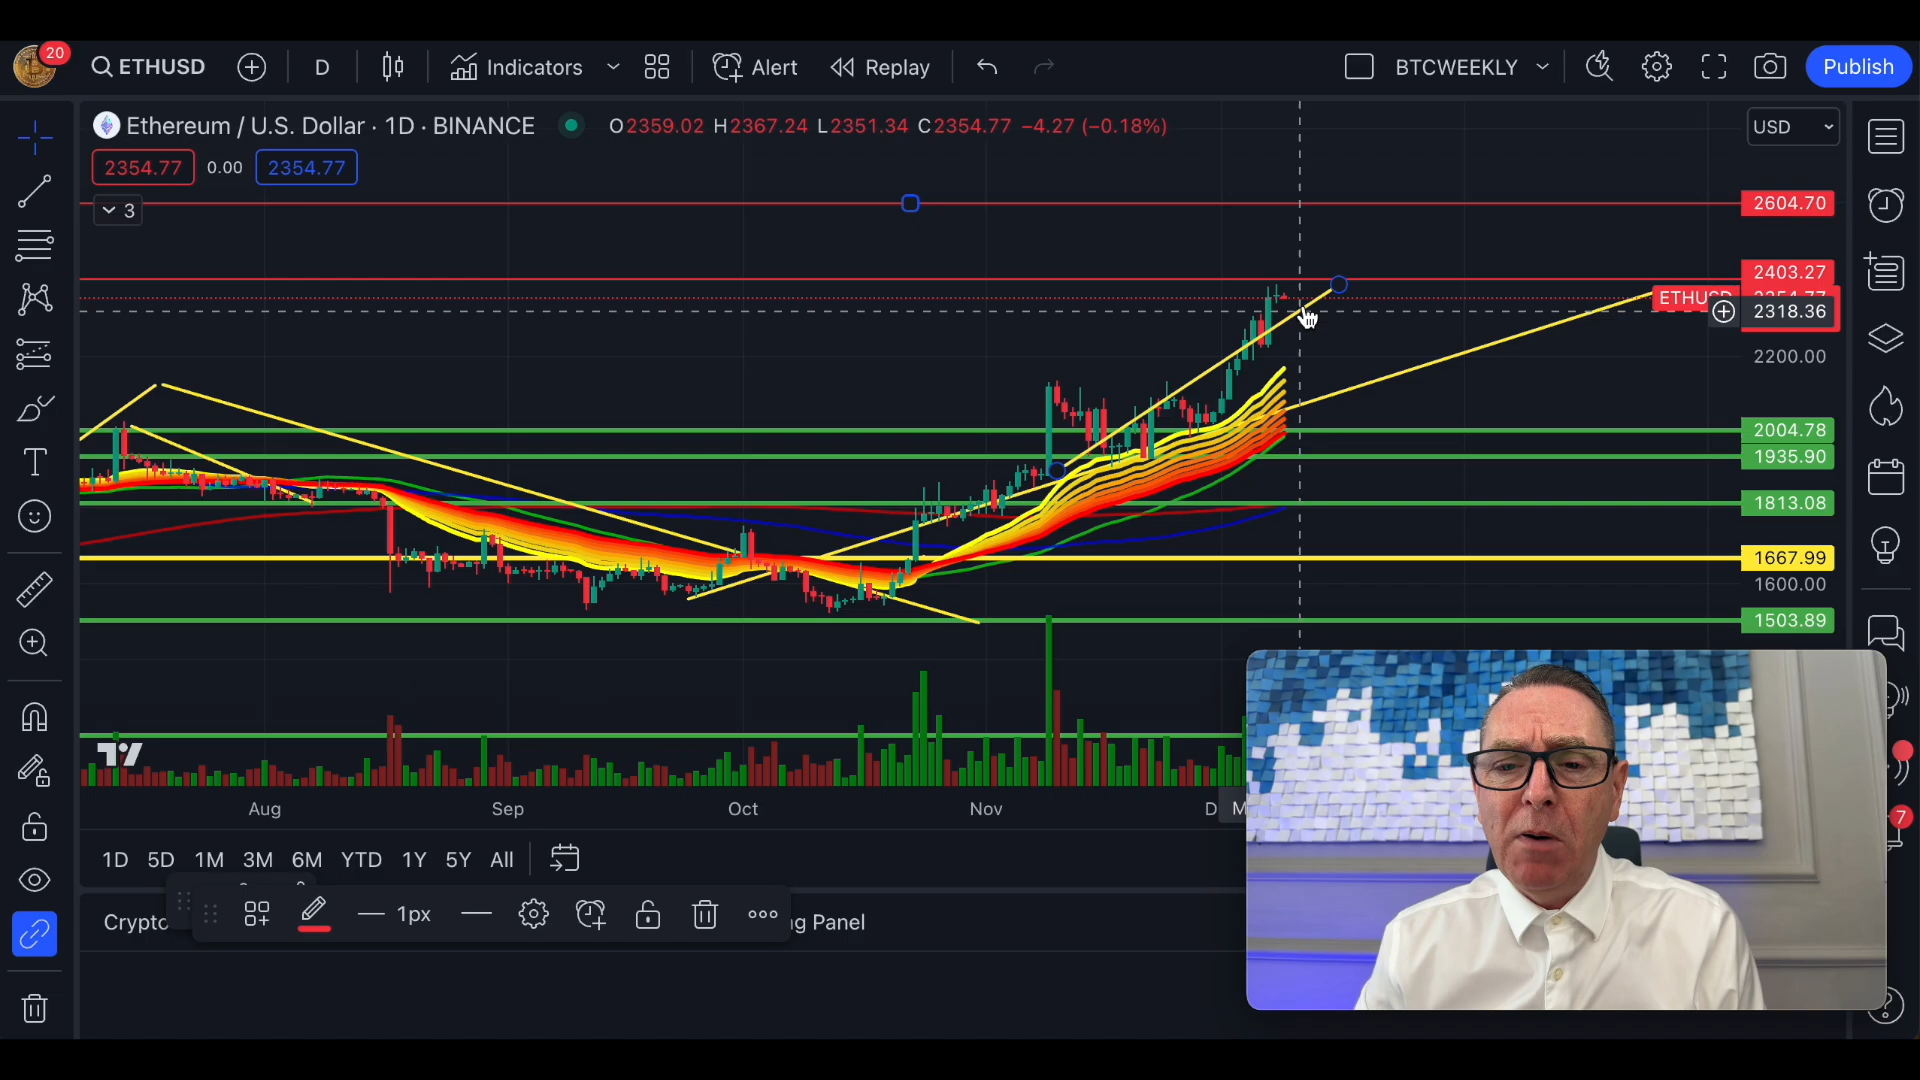 20
ETHUSD
D
Indicators
Alert
Replay
BTCWEEKLY
Publish
Ethereum / U.S. Dollar · 1D · BINANCE
O2359.02 H2367.24 L2351.34 C2354.77 −4.27 (−0.18%)
USD
2354.77
0.00
2354.77
3
2604.70
2403.27
ETHUSD
2354.77
2318.36
2200.00
2004.78
1935.90
1813.08
1667.99
1600.00
1503.89
Aug
Sep
Oct
Nov
D
M
7
1D
5D
1M
3M
6M
YTD
1Y
5Y
All
Crypto
1px
Panel